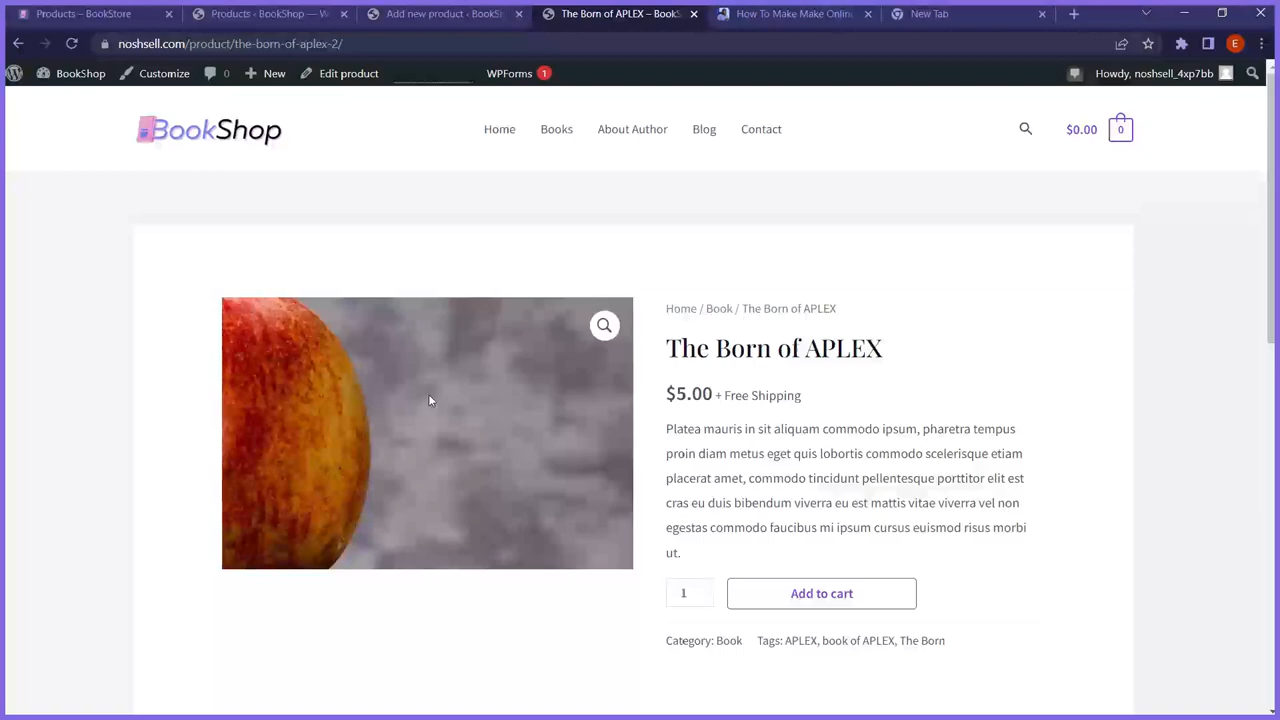 Products – BookStore
Products ‹ BookShop — W
Add new product ‹ BookSh
The Born of APLEX – BookS
How To Make Make Online
New Tab
noshsell.com/product/the-born-of-aplex-2/
E
BookShop
Customize
0
New
Edit product
WPForms 1
Howdy, noshsell_4xp7bb
BookShop
Home
Books
About Author
Blog
Contact
$0.00
0
Home / Book / The Born of APLEX
The Born of APLEX
$5.00 + Free Shipping
Platea mauris in sit aliquam commodo ipsum, pharetra tempus
proin diam metus eget quis lobortis commodo scelerisque etiam
placerat amet, commodo tincidunt pellentesque porttitor elit est
cras eu duis bibendum viverra eu est mattis vitae viverra vel non
egestas commodo faucibus mi ipsum cursus euismod risus morbi
ut.
1
Add to cart
Category: Book Tags: APLEX, book of APLEX, The Born